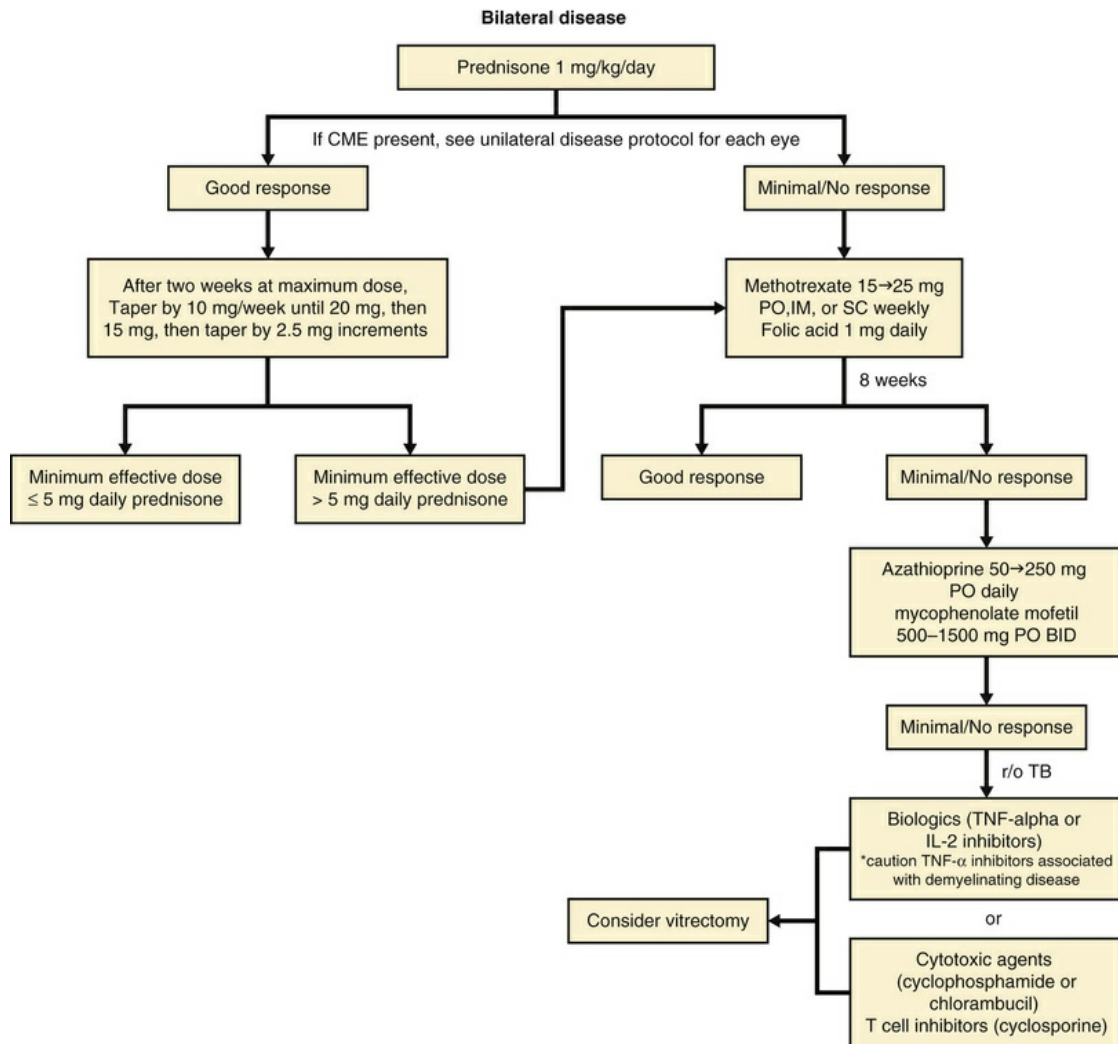 Bilateral disease
Prednisone 1 mg/kg/day
If CME present, see unilateral disease protocol for each eye
Good response
Minimal/No response
After two weeks at maximum dose,
Taper by 10 mg/week until 20 mg, then
15 mg, then taper by 2.5 mg increments
Methotrexate 15→25 mg
PO,IM, or SC weekly
Folic acid 1 mg daily
8 weeks
Minimum effective dose
≤ 5 mg daily prednisone
Minimum effective dose
> 5 mg daily prednisone
Good response
Minimal/No response
Azathioprine 50→250 mg
PO daily
mycophenolate mofetil
500–1500 mg PO BID
Minimal/No response
r/o TB
Biologics (TNF-alpha or
IL-2 inhibitors)
*caution TNF-α inhibitors associated
with demyelinating disease
Consider vitrectomy
or
Cytotoxic agents
(cyclophosphamide or
chlorambucil)
T cell inhibitors (cyclosporine)